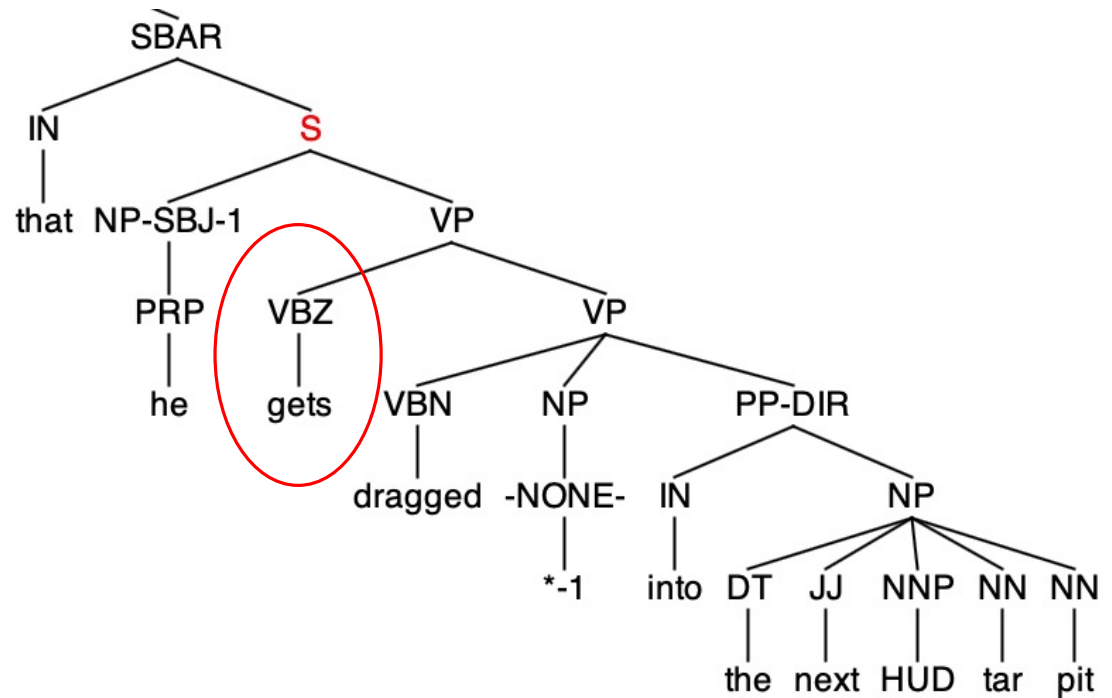 SBAR
IN S
that NP-SBJ-1 VP
PRP VBZ VP
he gets VBN NP PP-DIR
dragged -NONE- IN NP
*-1 into DT JJ NNP NN NN
the next HUD tar pit